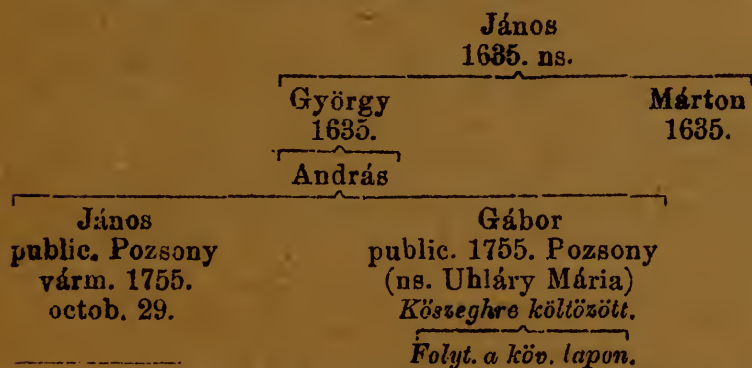 János
1635. ns.
György
1635.
Márton
1635.
András
János
public. Pozsony
várm. 1755.
octob. 29.
Gábor
public. 1755. Pozsony
(ns. Uhláry Mária)
Kőszeghre költözött.
Folyt. a köv. lapon.